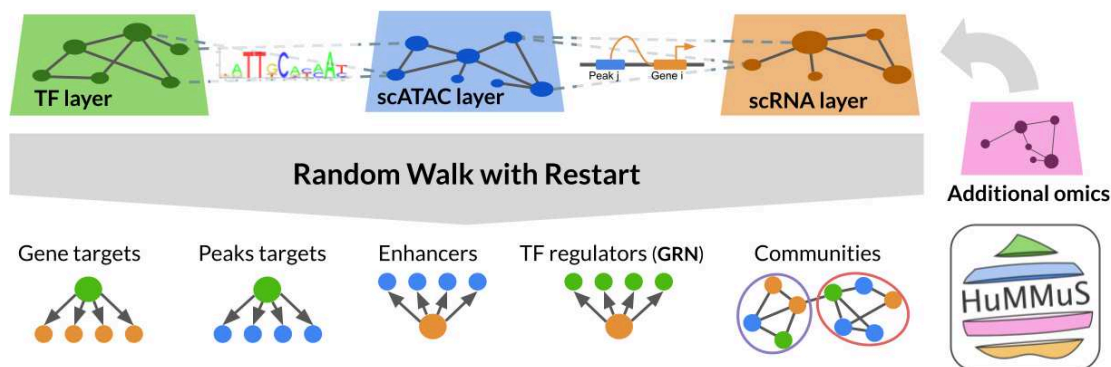 TF layer
scATAC layer
Peak j
Gene i
scRNA layer
Random Walk with Restart
Additional omics
Gene targets
Peaks targets
Enhancers
TF regulators (GRN)
Communities
HuMMuS